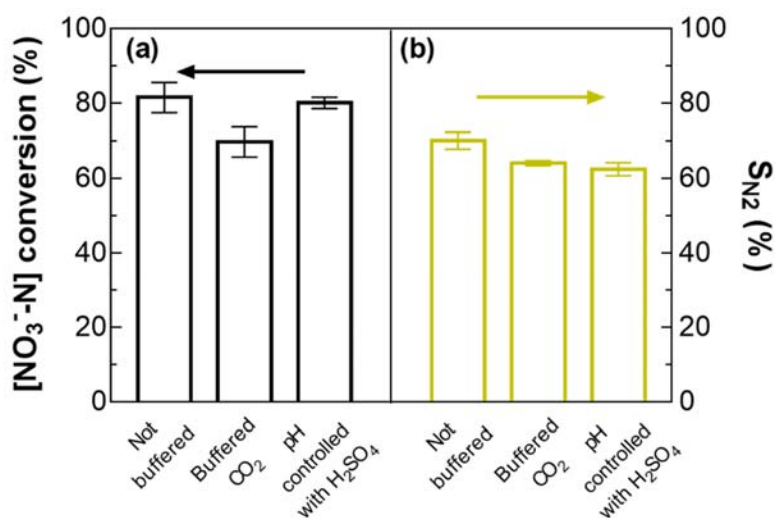 (a)
(b)
[NO3⁻-N] conversion (%)
100
80
60
40
20
0
100
80
60
40
20
0
S_N2 (%)
Not
buffered
Buffered
CO2
pH
controlled
with H2SO4
Not
buffered
Buffered
CO2
pH
controlled
with H2SO4